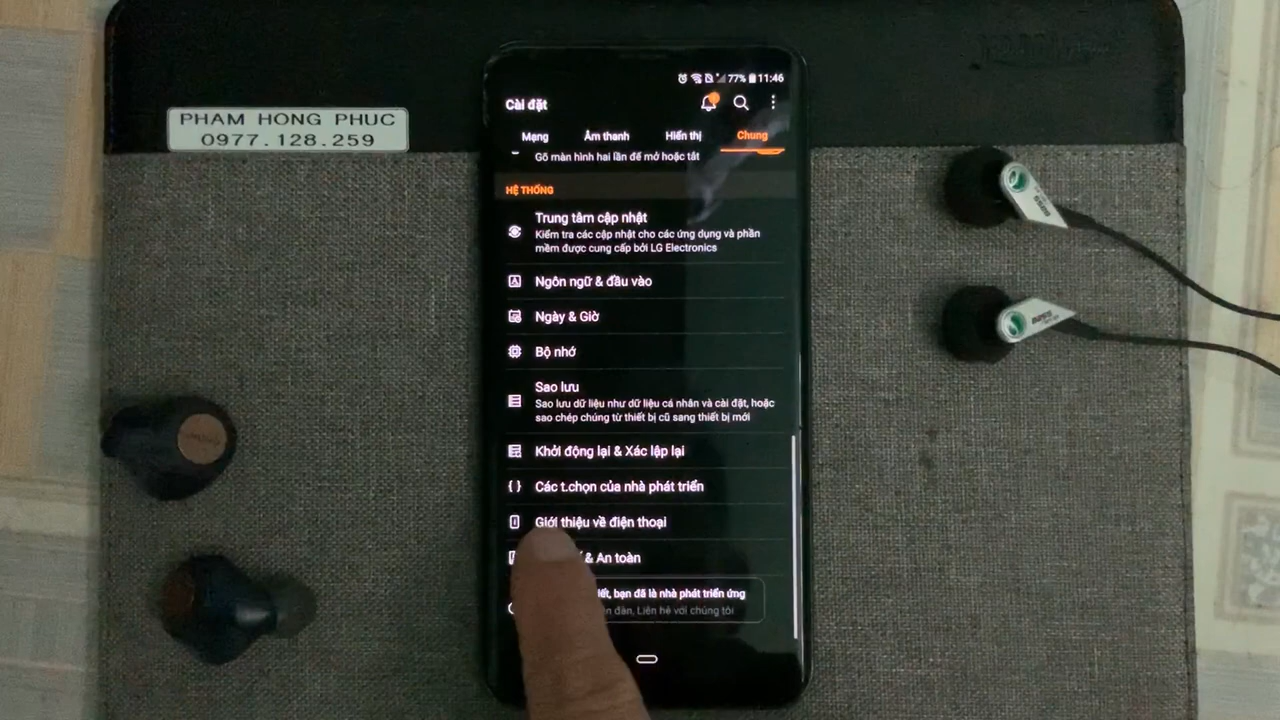 PHAM HONG PHUC
0977.128.259
77% 11:46
Cài đặt
Mạng Âm thanh Hiển thị Chung
Gõ màn hình hai lần để mở hoặc tắt
HỆ THỐNG
Trung tâm cập nhật
Kiểm tra các cập nhật cho các ứng dụng và phần
mềm được cung cấp bởi LG Electronics
Ngôn ngữ & đầu vào
Ngày & Giờ
Bộ nhớ
Sao lưu
Sao lưu dữ liệu như dữ liệu cá nhân và cài đặt, hoặc
sao chép chúng từ thiết bị cũ sang thiết bị mới
Khởi động lại & Xác lập lại
Các t.chọn của nhà phát triển
Giới thiệu về điện thoại
& An toàn
bạn đã là nhà phát triển ứng
Liên hệ với chúng tôi